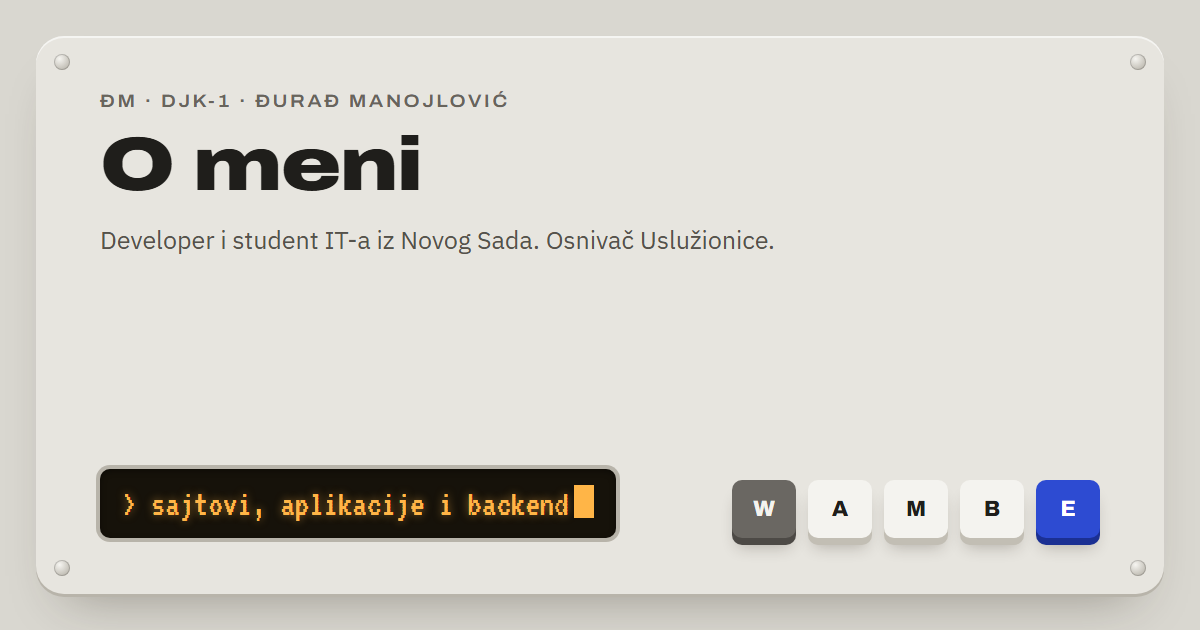 ĐM · DJK-1 · ĐURAĐ MANOJLOVIĆ
O meni
Developer i student IT-a iz Novog Sada. Osnivač Uslužionice.
> sajtovi, aplikacije i backend
W A M B E